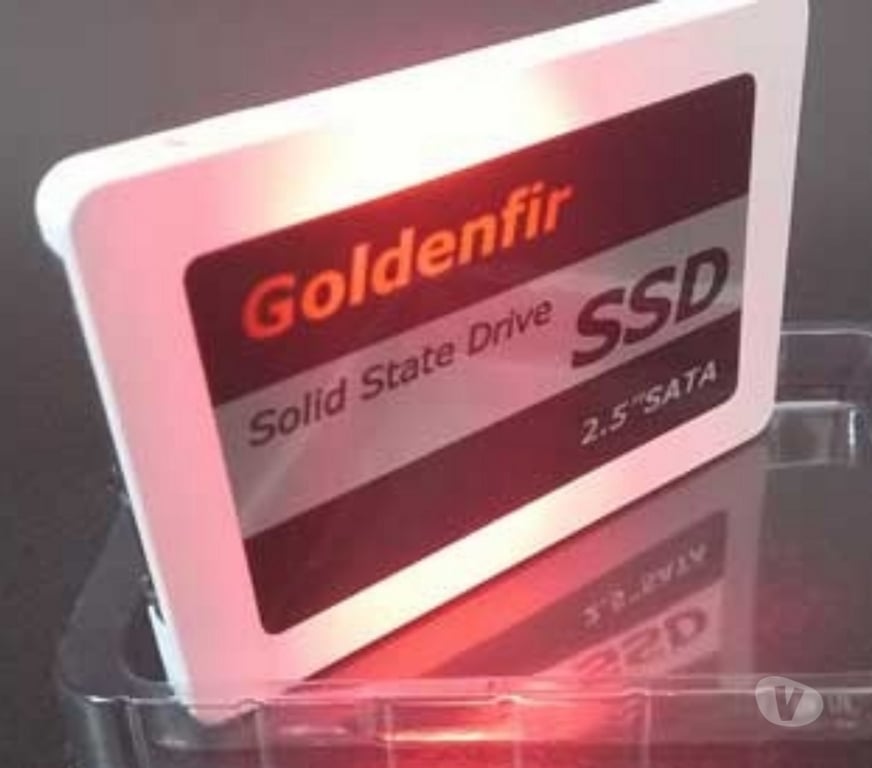 Goldenfir
Solid State Drive SSD
2.5"SATA